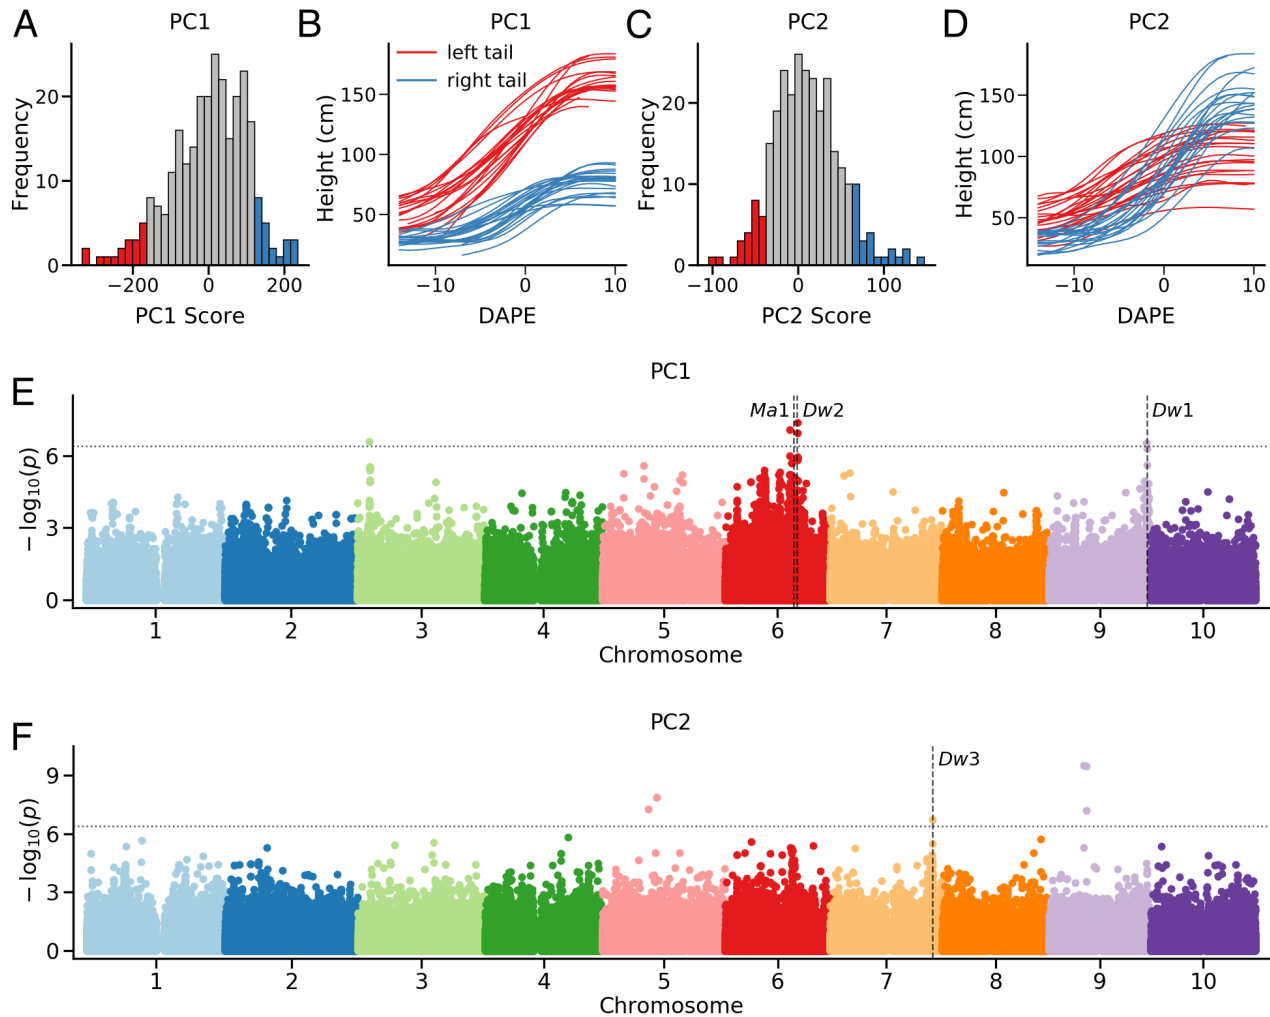 A
PC1
Frequency
20
10
0
−200
0
200
PC1 Score
B
PC1
left tail
right tail
Height (cm)
150
100
50
−10
0
10
DAPE
C
PC2
Frequency
20
10
0
−100
0
100
PC2 Score
D
PC2
Height (cm)
150
100
50
−10
0
10
DAPE
E
PC1
Ma1
Dw2
Dw1
−log10(p)
6
3
0
1 2 3 4 5 6 7 8 9 10
Chromosome
F
PC2
Dw3
−log10(p)
9
6
3
0
1 2 3 4 5 6 7 8 9 10
Chromosome